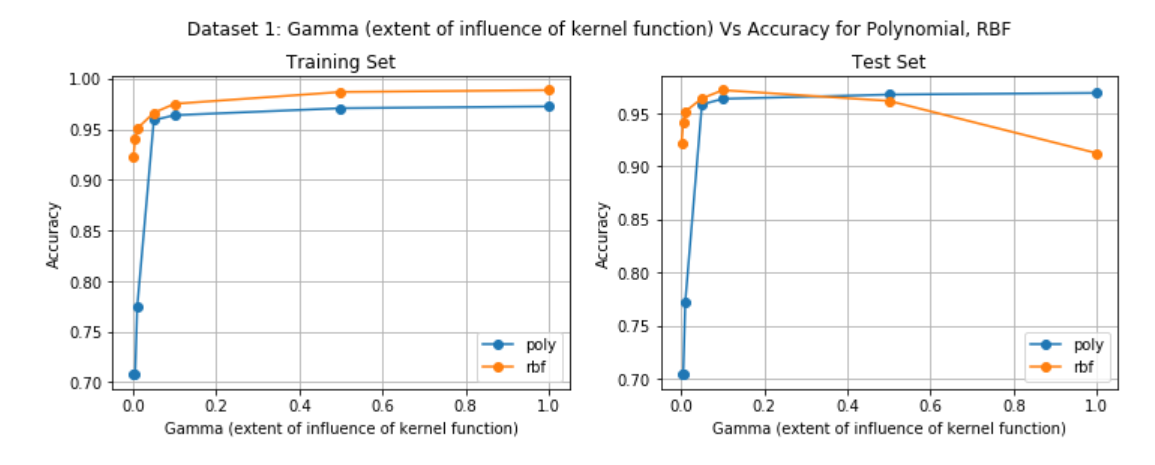 Dataset 1: Gamma (extent of influence of kernel function) Vs Accuracy for Polynomial, RBF
Training Set
1.00
0.95
0.90
0.85
0.80
0.75
0.70
Accuracy
poly
rbf
0.0 0.2 0.4 0.6 0.8 1.0
Gamma (extent of influence of kernel function)
Test Set
0.95
0.90
0.85
0.80
0.75
0.70
Accuracy
poly
rbf
0.0 0.2 0.4 0.6 0.8 1.0
Gamma (extent of influence of kernel function)